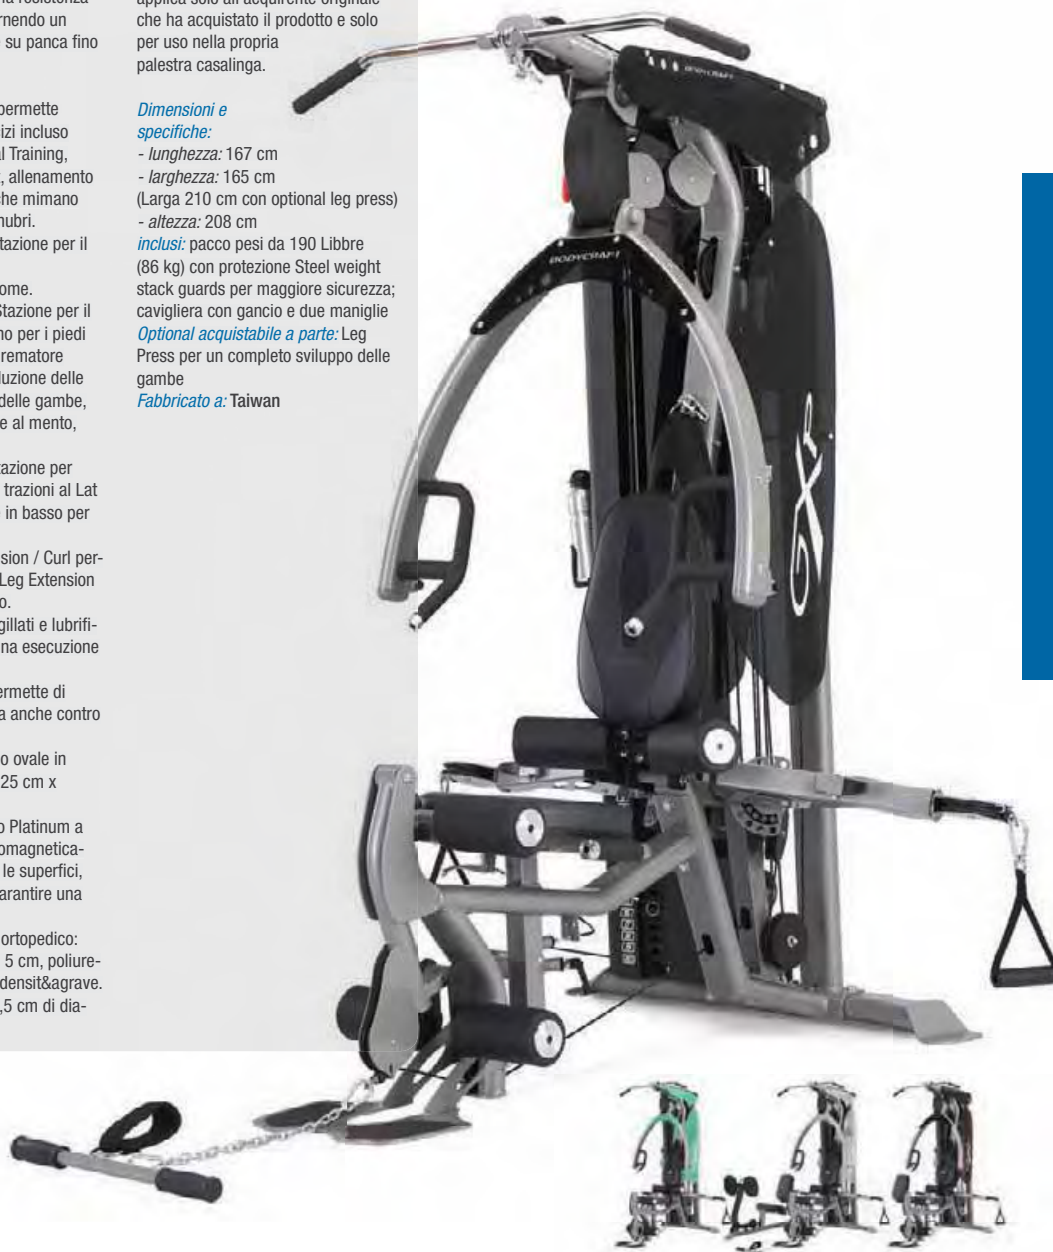 na resistenza
rnendo un
su panca fino
permette
izi incluso
al Training,
, allenamento
che mimano
nubri.
tazione per il
ome.
Stazione per il
no per i piedi
rematore
luzione delle
delle gambe,
e al mento,
tazione per
trazioni al Lat
in basso per
sion / Curl per-
Leg Extension
o.
gillati e lubrifi-
na esecuzione
ermette di
a anche contro
o ovale in
25 cm x
o Platinum a
omagnetica-
le superfici,
arantire una
ortopedico:
5 cm, poliure-
densit&agrave.
,5 cm di dia-
applica solo all'acquirente originale
che ha acquistato il prodotto e solo
per uso nella propria
palestra casalinga.
Dimensioni e
specifiche:
- lunghezza: 167 cm
- larghezza: 165 cm
(Larga 210 cm con optional leg press)
- altezza: 208 cm
inclusi: pacco pesi da 190 Libbre
(86 kg) con protezione Steel weight
stack guards per maggiore sicurezza;
cavigliera con gancio e due maniglie
Optional acquistabile a parte: Leg
Press per un completo sviluppo delle
gambe
Fabbricato a: Taiwan
BODYCRAFT
BODYCRAFT
GXP